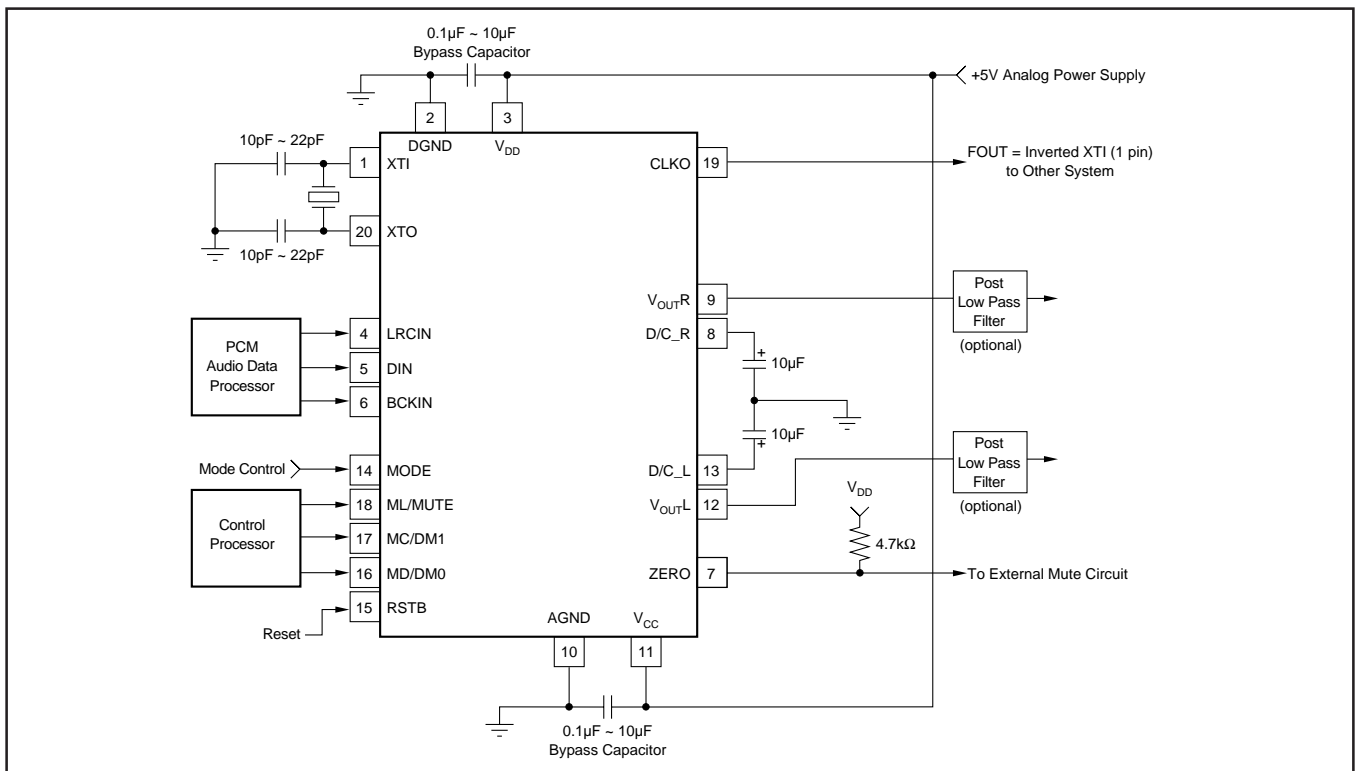 0.1µF ~ 10µF
Bypass Capacitor
+5V Analog Power Supply
2
3
DGND
VDD
10pF ~ 22pF
1
XTI
CLKO
19
FOUT = Inverted XTI (1 pin)
to Other System
20
XTO
10pF ~ 22pF
VOUTR
9
Post
Low Pass
Filter
(optional)
PCM
Audio Data
Processor
4
LRCIN
5
DIN
6
BCKIN
D/C_R
8
+
10µF
10µF
+
Mode Control
14
MODE
D/C_L
13
Post
Low Pass
Filter
(optional)
Control
Processor
18
ML/MUTE
17
MC/DM1
16
MD/DM0
VOUTL
12
VDD
4.7kΩ
ZERO
7
To External Mute Circuit
15
RSTB
Reset
AGND
VCC
10
11
0.1µF ~ 10µF
Bypass Capacitor